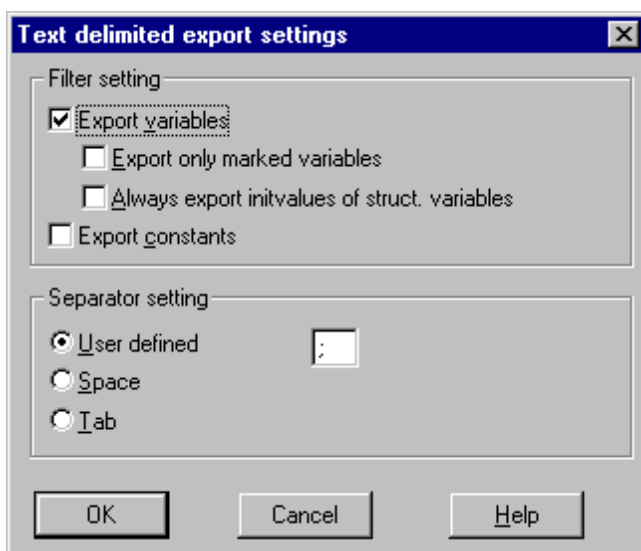 Text delimited export settings
Filter setting
Export variables
Export only marked variables
Always export initvalues of struct. variables
Export constants
Separator setting
User defined ;
Space
Tab
OK Cancel Help